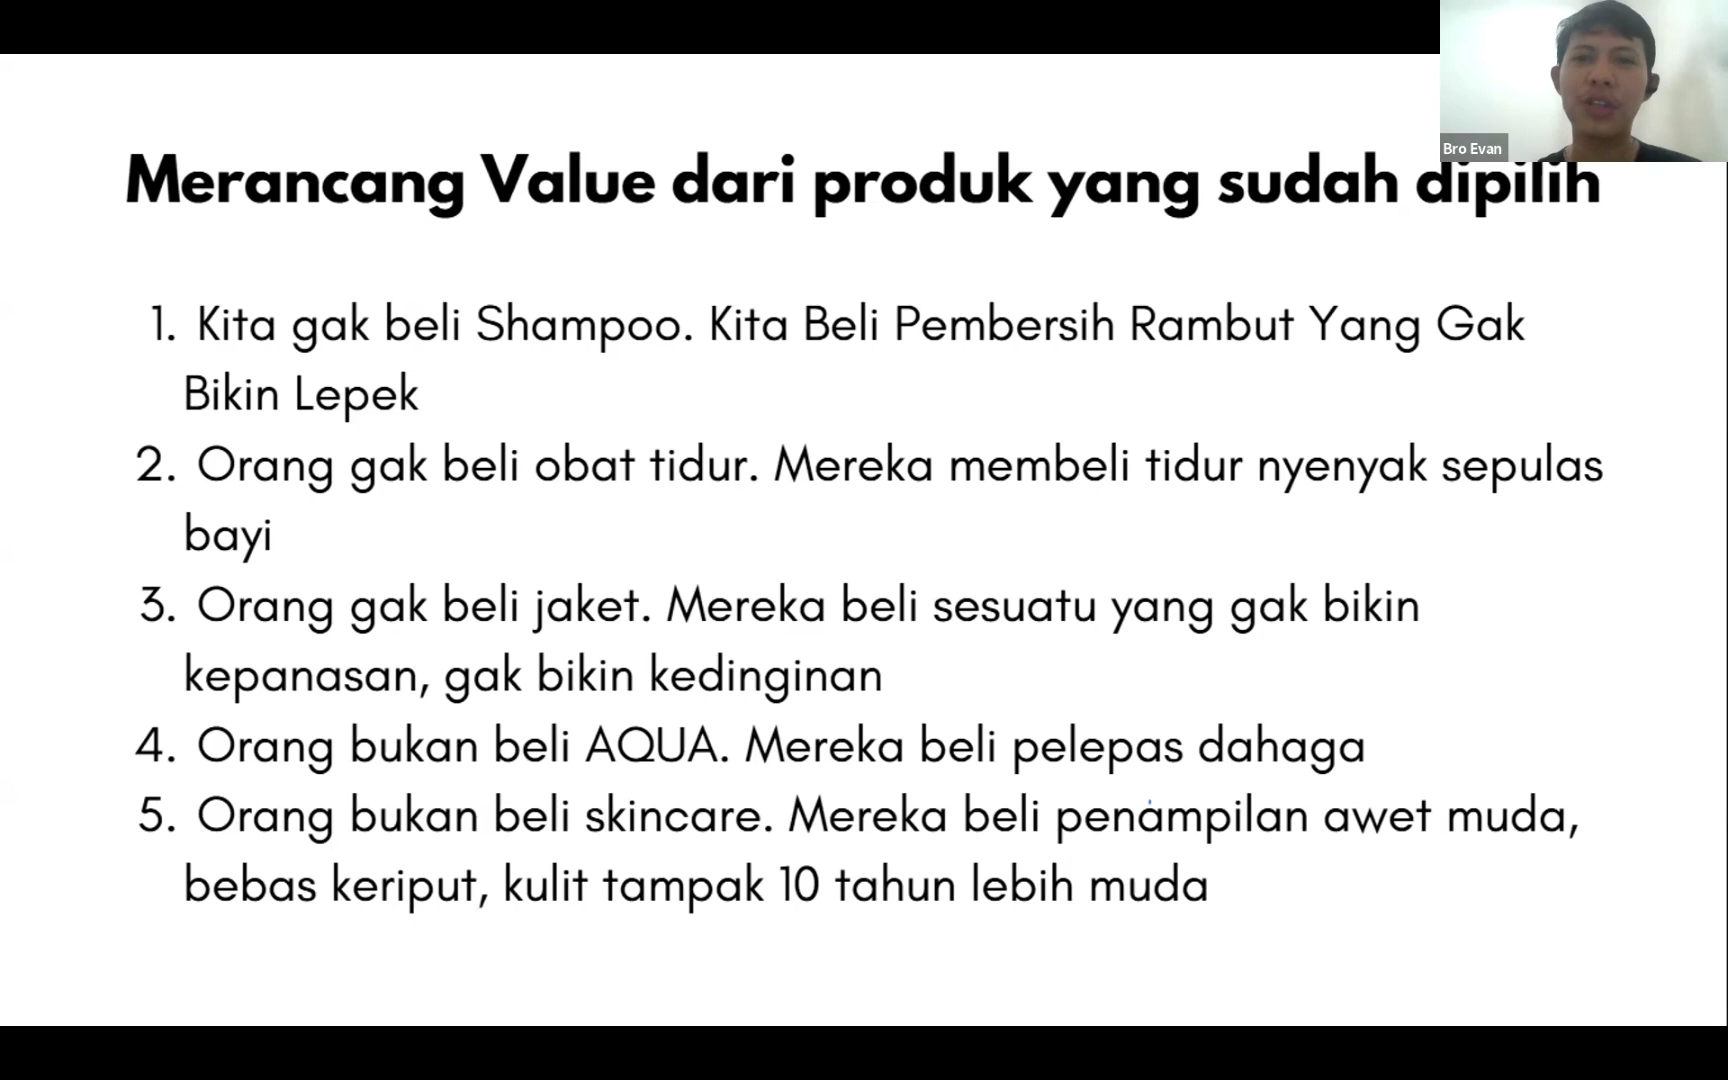 Bro Evan
Merancang Value dari produk yang sudah dipilih
1. Kita gak beli Shampoo. Kita Beli Pembersih Rambut Yang Gak
Bikin Lepek
2. Orang gak beli obat tidur. Mereka membeli tidur nyenyak sepulas
bayi
3. Orang gak beli jaket. Mereka beli sesuatu yang gak bikin
kepanasan, gak bikin kedinginan
4. Orang bukan beli AQUA. Mereka beli pelepas dahaga
5. Orang bukan beli skincare. Mereka beli penampilan awet muda,
bebas keriput, kulit tampak 10 tahun lebih muda